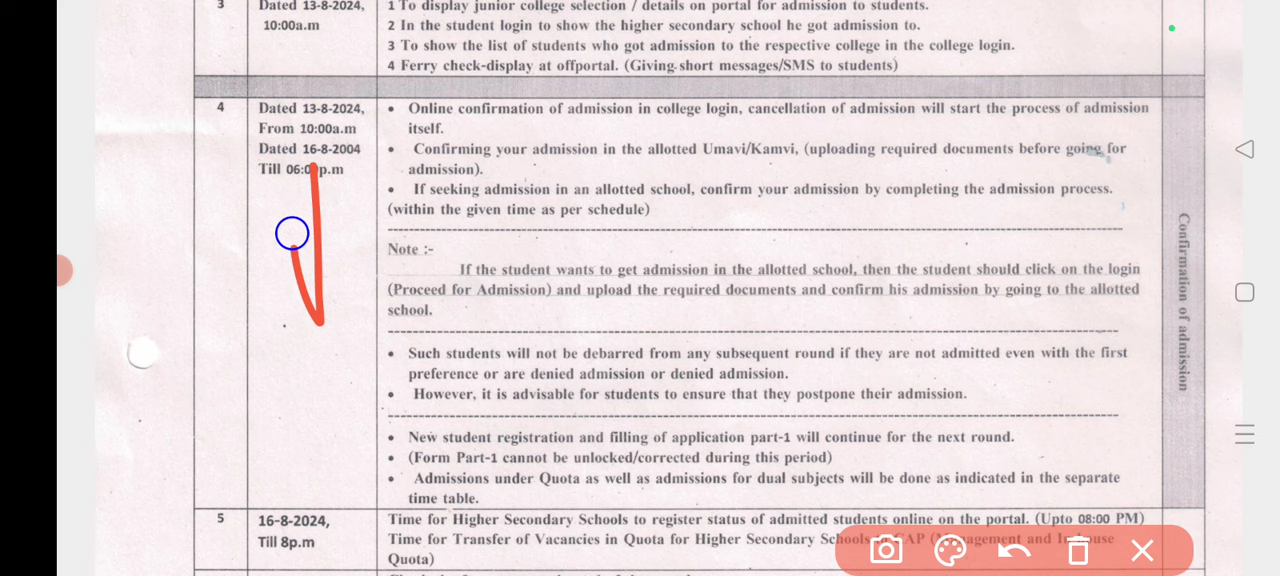 3
Dated 13-8-2024,
10:00a.m
1 To display junior college selection / details on portal for admission to students.
2 In the student login to show the higher secondary school he got admission to.
3 To show the list of students who got admission to the respective college in the college login.
4 Ferry check-display at offportal. (Giving short messages/SMS to students)
4
Dated 13-8-2024,
From 10:00a.m
Dated 16-8-2004
Till 06:0 p.m
• Online confirmation of admission in college login, cancellation of admission will start the process of admission
itself.
• Confirming your admission in the allotted Umavi/Kamvi, (uploading required documents before going for
admission).
• If seeking admission in an allotted school, confirm your admission by completing the admission process.
(within the given time as per schedule)
Note :-
If the student wants to get admission in the allotted school, then the student should click on the login
(Proceed for Admission) and upload the required documents and confirm his admission by going to the allotted
school.
• Such students will not be debarred from any subsequent round if they are not admitted even with the first
preference or are denied admission or denied admission.
• However, it is advisable for students to ensure that they postpone their admission.
• New student registration and filling of application part-1 will continue for the next round.
• (Form Part-1 cannot be unlocked/corrected during this period)
• Admissions under Quota as well as admissions for dual subjects will be done as indicated in the separate
time table.
Confirmation of admission
5
16-8-2024,
Till 8p.m
Time for Higher Secondary Schools to register status of admitted students online on the portal. (Upto 08:00 PM)
Time for Transfer of Vacancies in Quota for Higher Secondary Schools in CAP (Management and In-house
Quota)